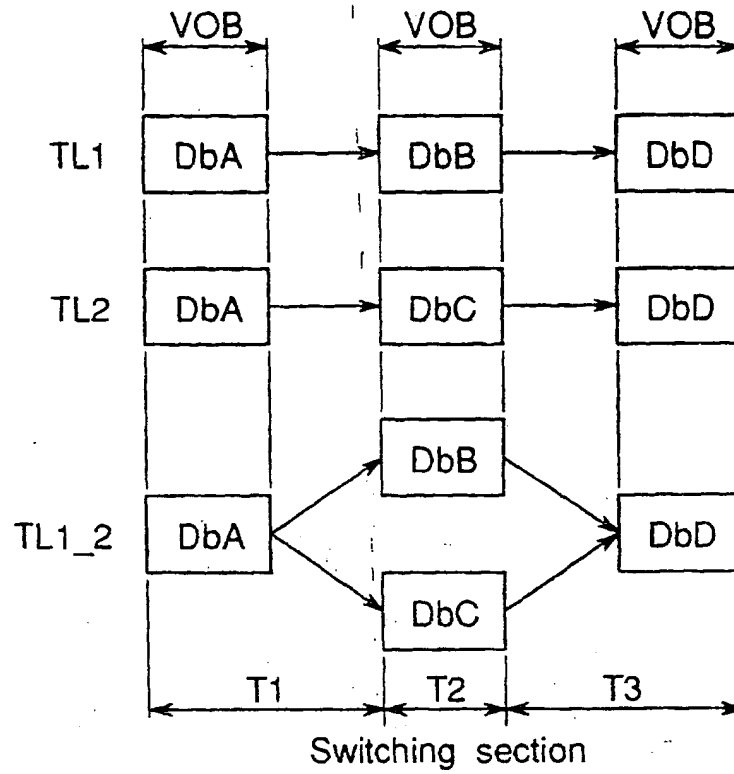 VOB VOB VOB
TL1 DbA DbB DbD
TL2 DbA DbC DbD
DbB
TL1_2 DbA DbD
DbC
T1 T2 T3
Switching section